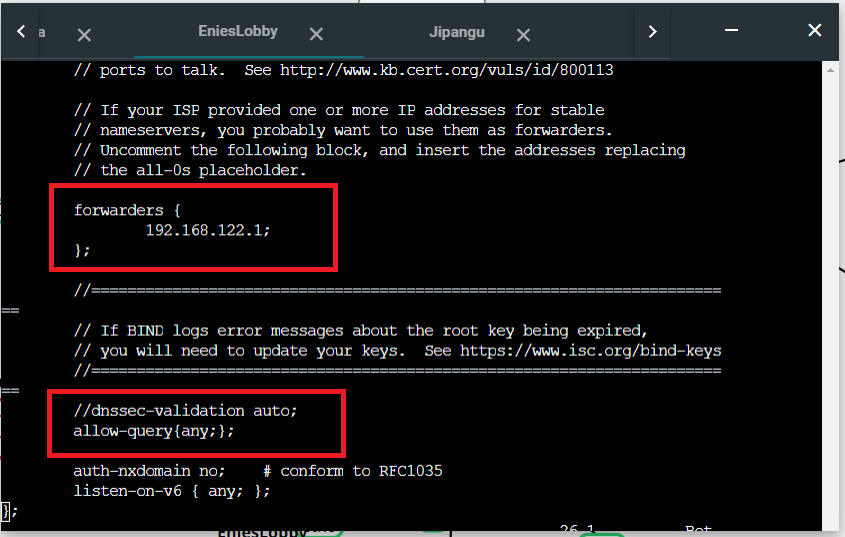 a
EniesLobby
Jipangu
// ports to talk.  See http://www.kb.cert.org/vuls/id/800113
// If your ISP provided one or more IP addresses for stable
// nameservers, you probably want to use them as forwarders.
// Uncomment the following block, and insert the addresses replacing
// the all-0s placeholder.
forwarders {
192.168.122.1;
};
//======================================================================
==
// If BIND logs error messages about the root key being expired,
// you will need to update your keys.  See https://www.isc.org/bind-keys
//======================================================================
==
//dnssec-validation auto;
allow-query{any;};
auth-nxdomain no;    # conform to RFC1035
listen-on-v6 { any; };
};
EniesLobby